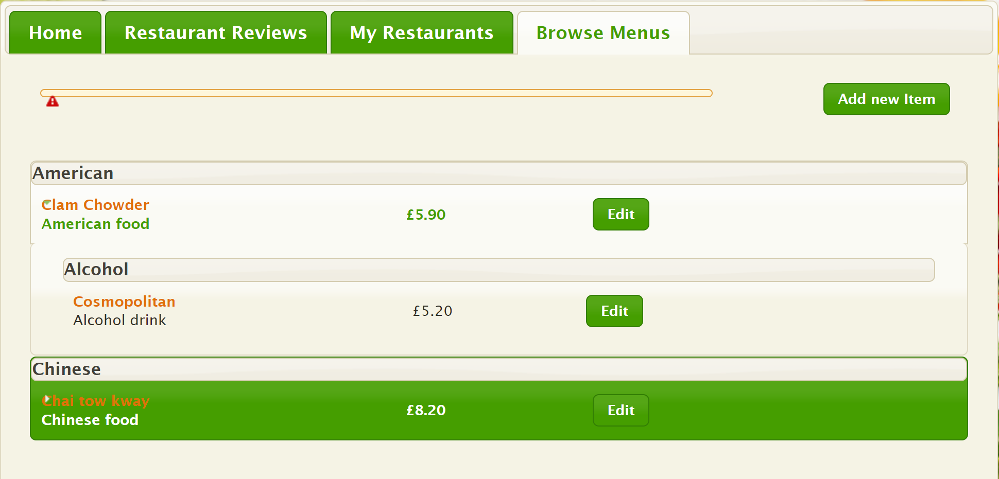 Home
Restaurant Reviews
My Restaurants
Browse Menus
Add new Item
American
Clam Chowder
American food
£5.90
Edit
Alcohol
Cosmopolitan
Alcohol drink
£5.20
Edit
Chinese
Chai tow kway
Chinese food
£8.20
Edit